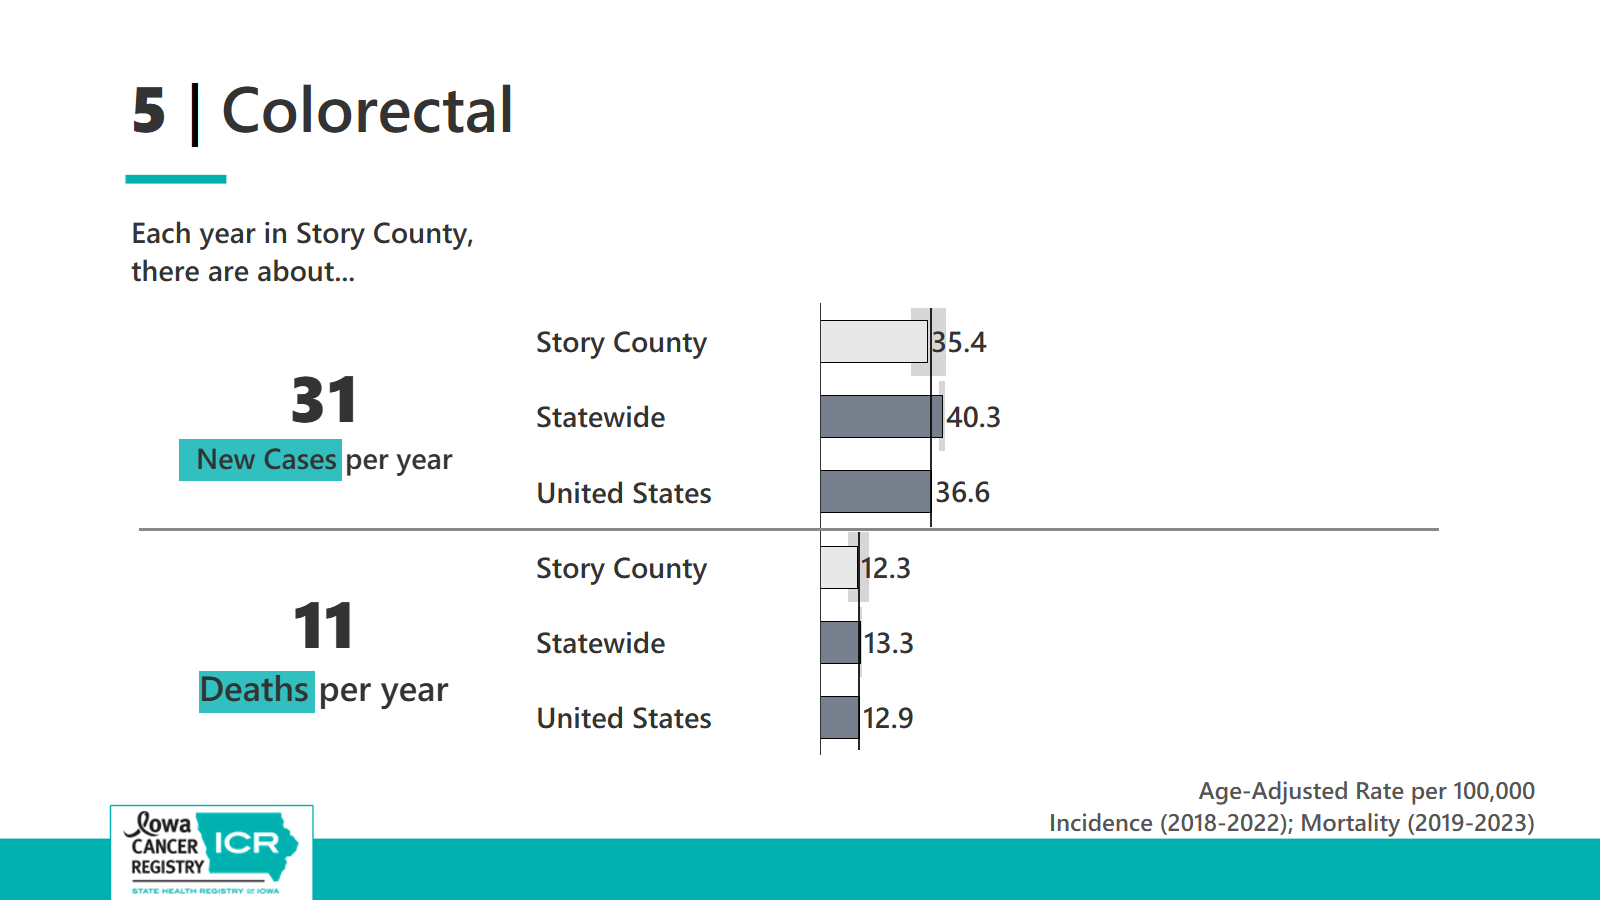 5 | Colorectal
Each year in Story County,
there are about...
31
New Cases per year
Story County
35.4
Statewide
40.3
United States
36.6
11
Deaths per year
Story County
12.3
Statewide
13.3
United States
12.9
Age-Adjusted Rate per 100,000
Incidence (2018-2022); Mortality (2019-2023)
Iowa
CANCER
REGISTRY
ICR
STATE HEALTH REGISTRY OF IOWA